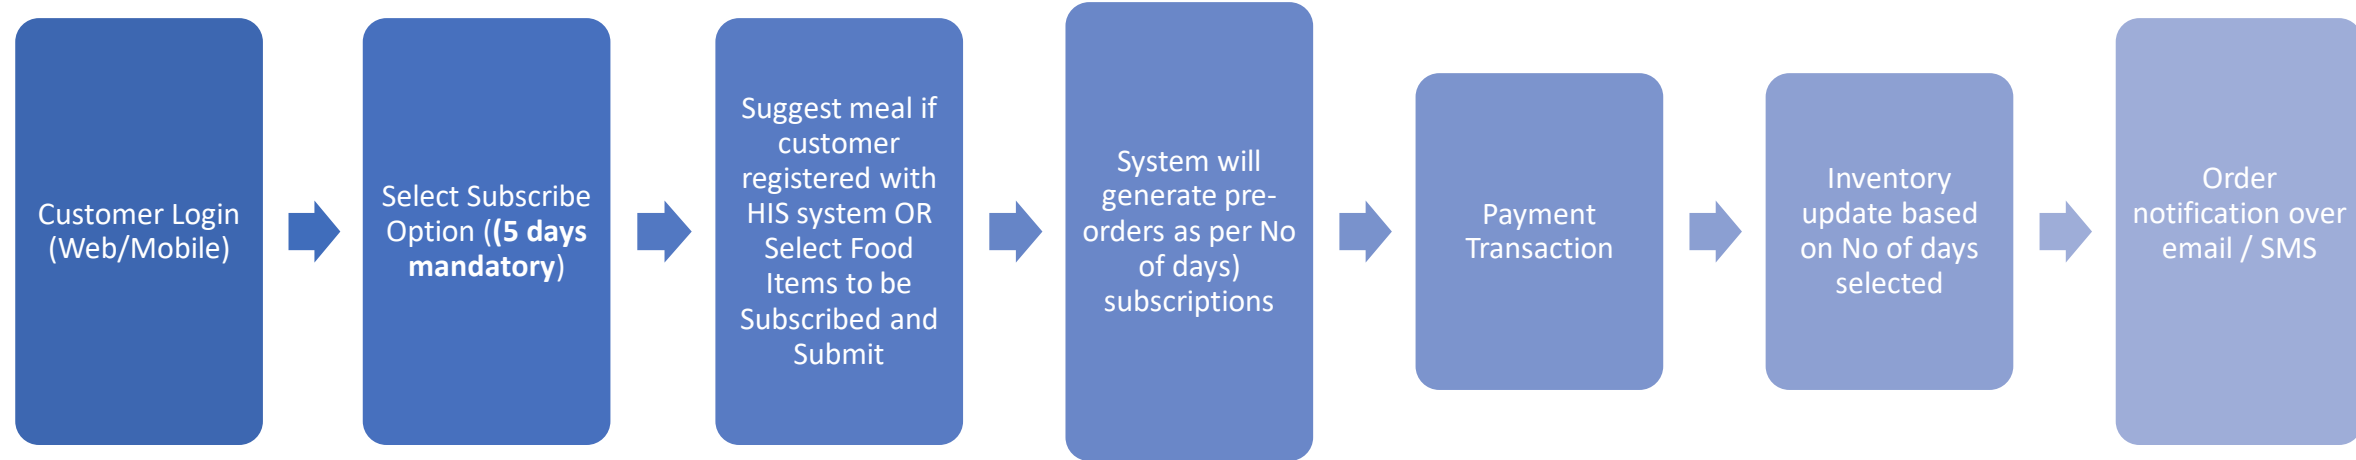 Customer Login
(Web/Mobile)
Select Subscribe
Option ((5 days
mandatory)
Suggest meal if
customer
registered with
HIS system OR
Select Food
Items to be
Subscribed and
Submit
System will
generate pre-
orders as per No
of days)
subscriptions
Payment
Transaction
Inventory
update based
on No of days
selected
Order
notification over
email / SMS